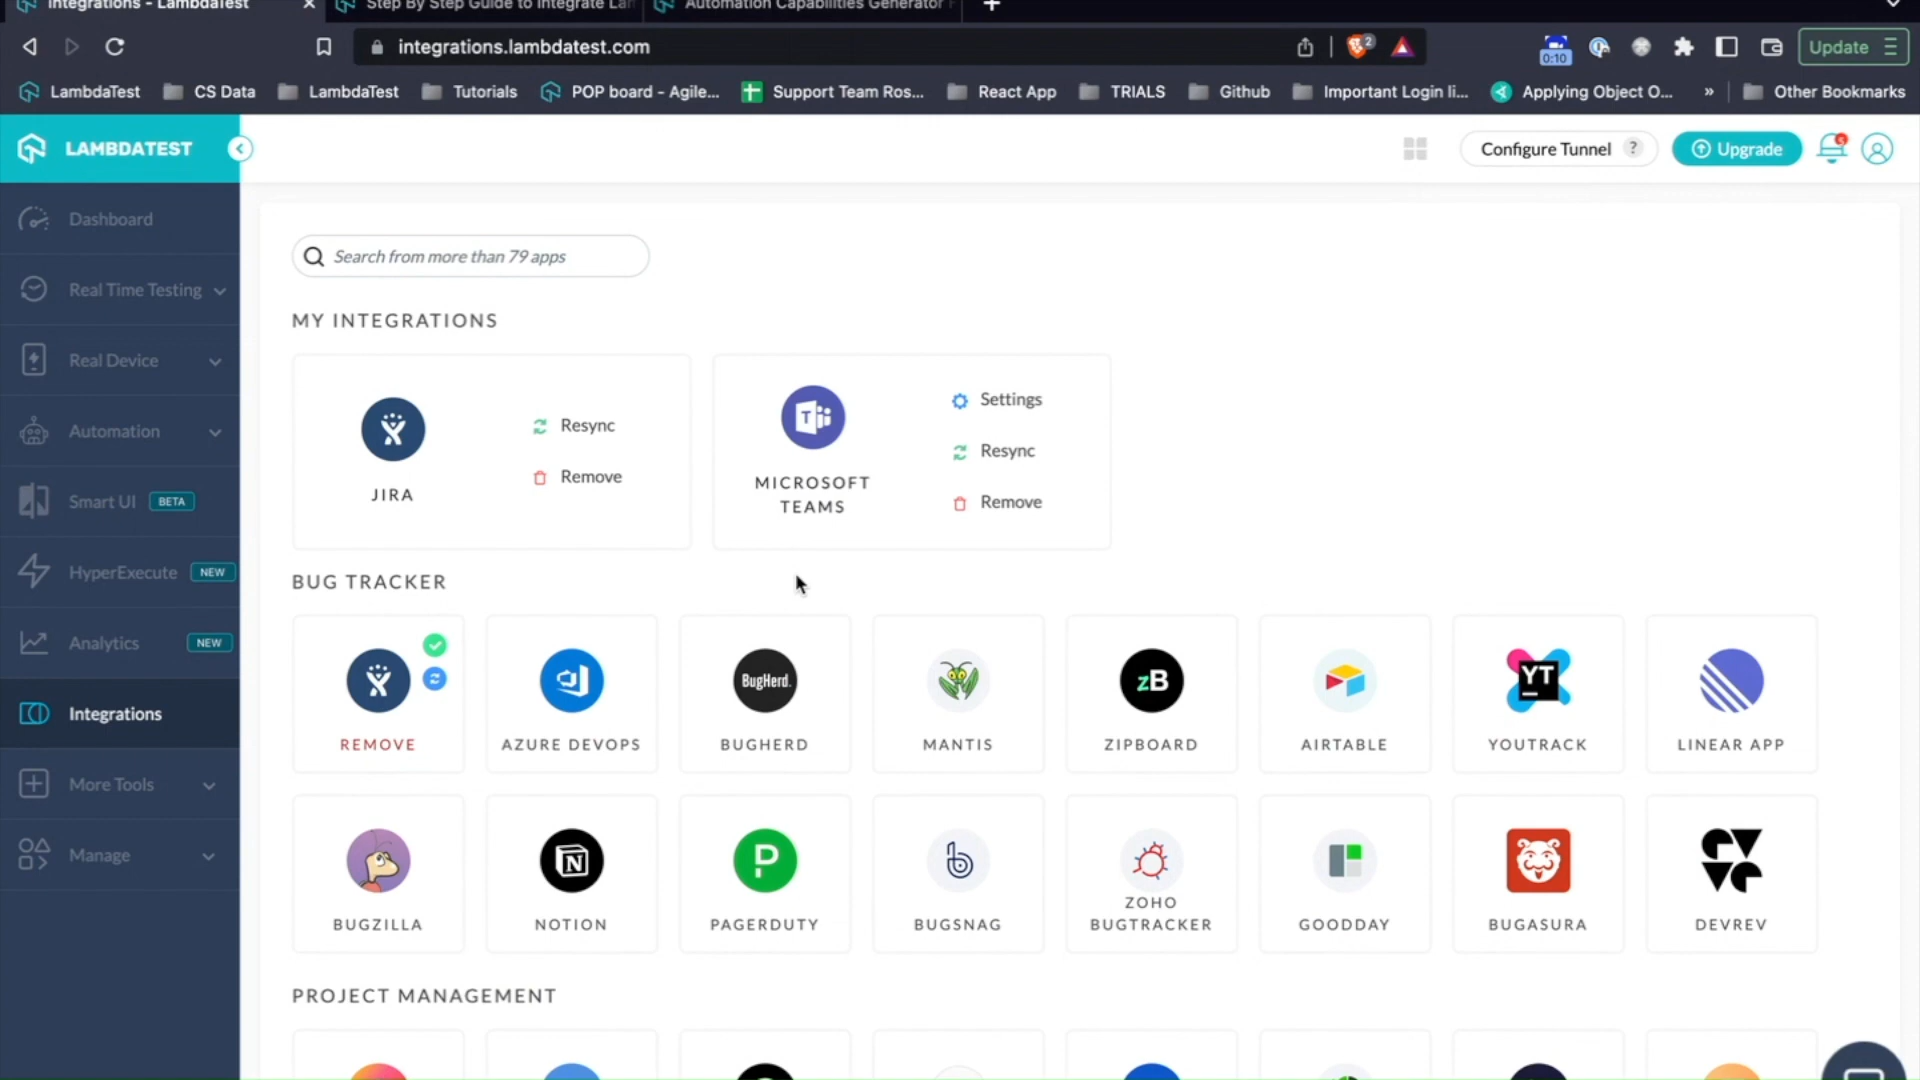 Integrations - LambdaTest
Step By Step Guide to Integrate Lam
Automation Capabilities Generator
integrations.lambdatest.com
2
0:10
Update
LambdaTest
CS Data
LambdaTest
Tutorials
POP board - Agile...
Support Team Ros...
React App
TRIALS
Github
Important Login li...
Applying Object O...
»
Other Bookmarks
LAMBDATEST
Configure Tunnel ?
Upgrade
5
Dashboard
Real Time Testing
Real Device
Automation
Smart UI BETA
HyperExecute NEW
Analytics NEW
Integrations
More Tools
Manage
Search from more than 79 apps
MY INTEGRATIONS
JIRA
Resync
Remove
MICROSOFT
TEAMS
Settings
Resync
Remove
BUG TRACKER
REMOVE
AZURE DEVOPS
BugHerd.
BUGHERD
MANTIS
zB
ZIPBOARD
AIRTABLE
YT
YOUTRACK
LINEAR APP
BUGZILLA
NOTION
PAGERDUTY
BUGSNAG
ZOHO
BUGTRACKER
GOODDAY
BUGASURA
DEVREV
PROJECT MANAGEMENT